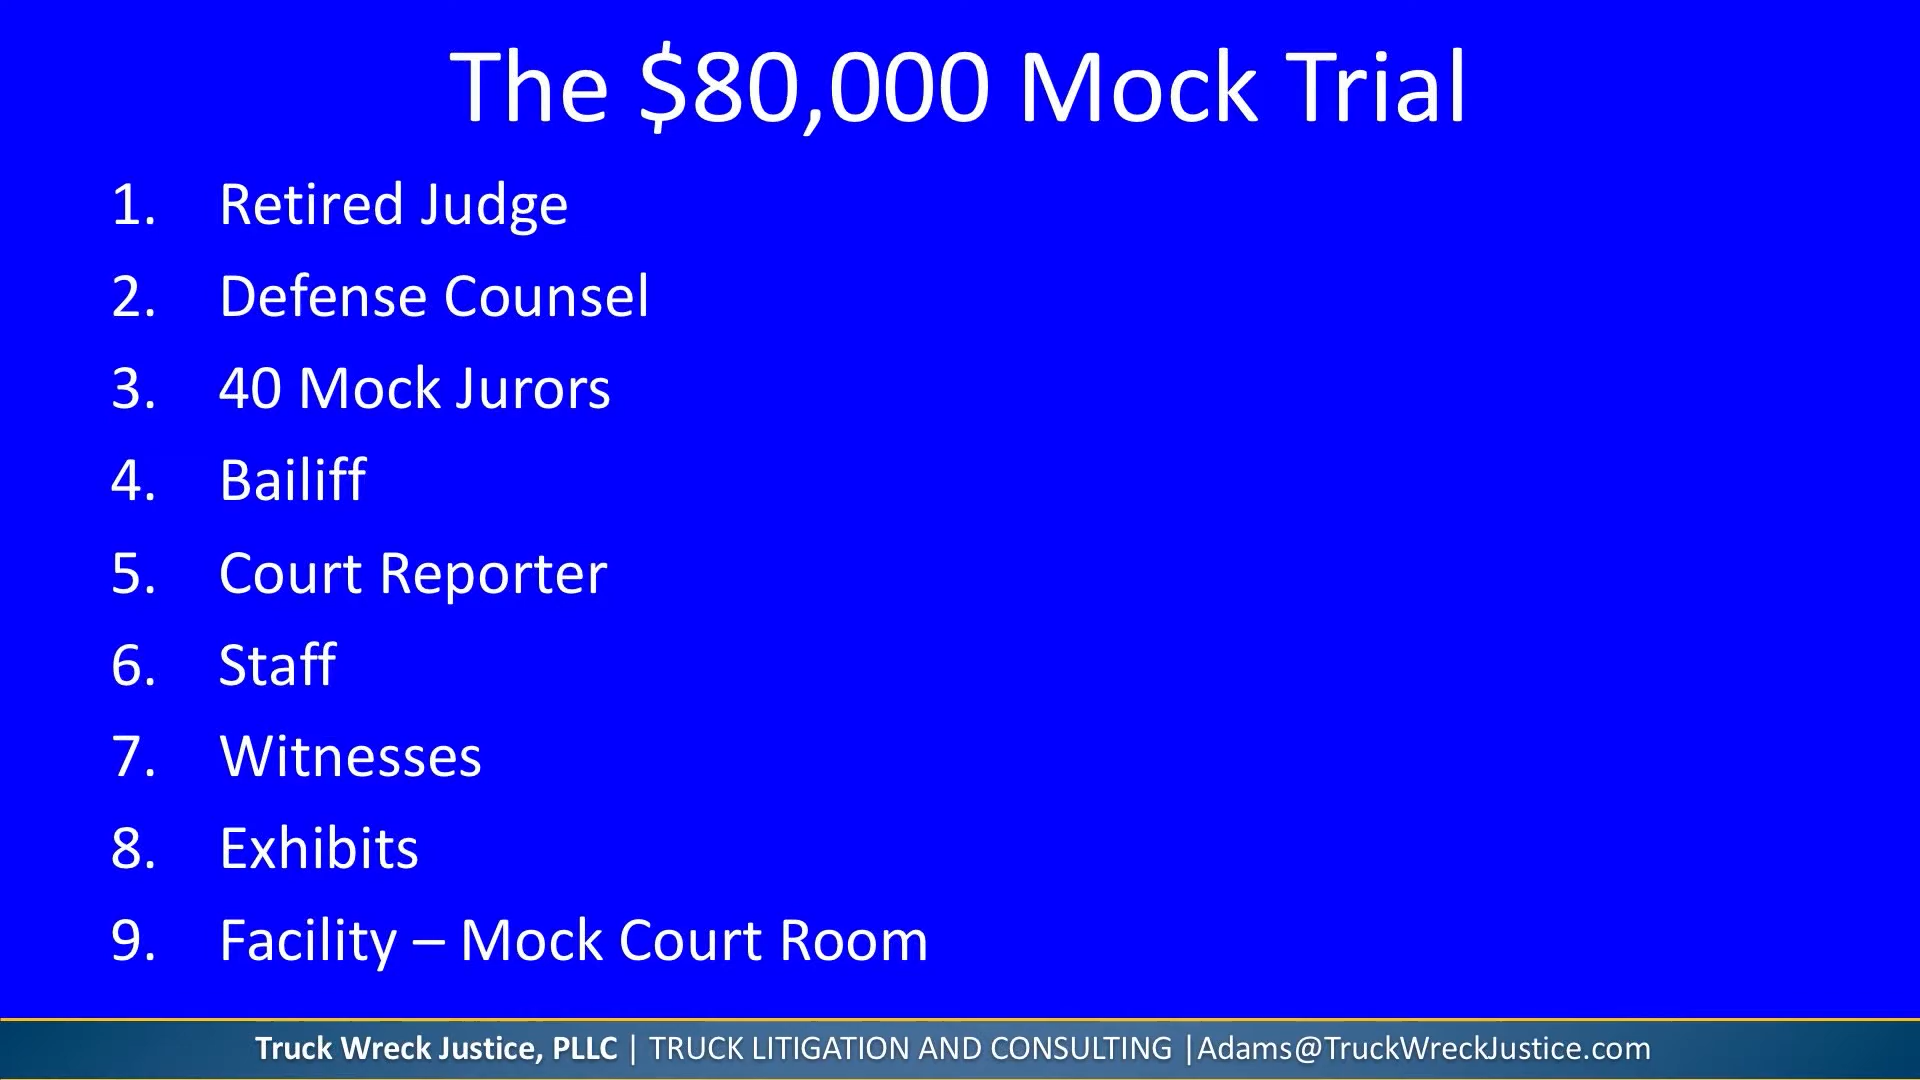 The $80,000 Mock Trial
1. Retired Judge
2. Defense Counsel
3. 40 Mock Jurors
4. Bailiff
5. Court Reporter
6. Staff
7. Witnesses
8. Exhibits
9. Facility – Mock Court Room
Truck Wreck Justice, PLLC | TRUCK LITIGATION AND CONSULTING |Adams@TruckWreckJustice.com